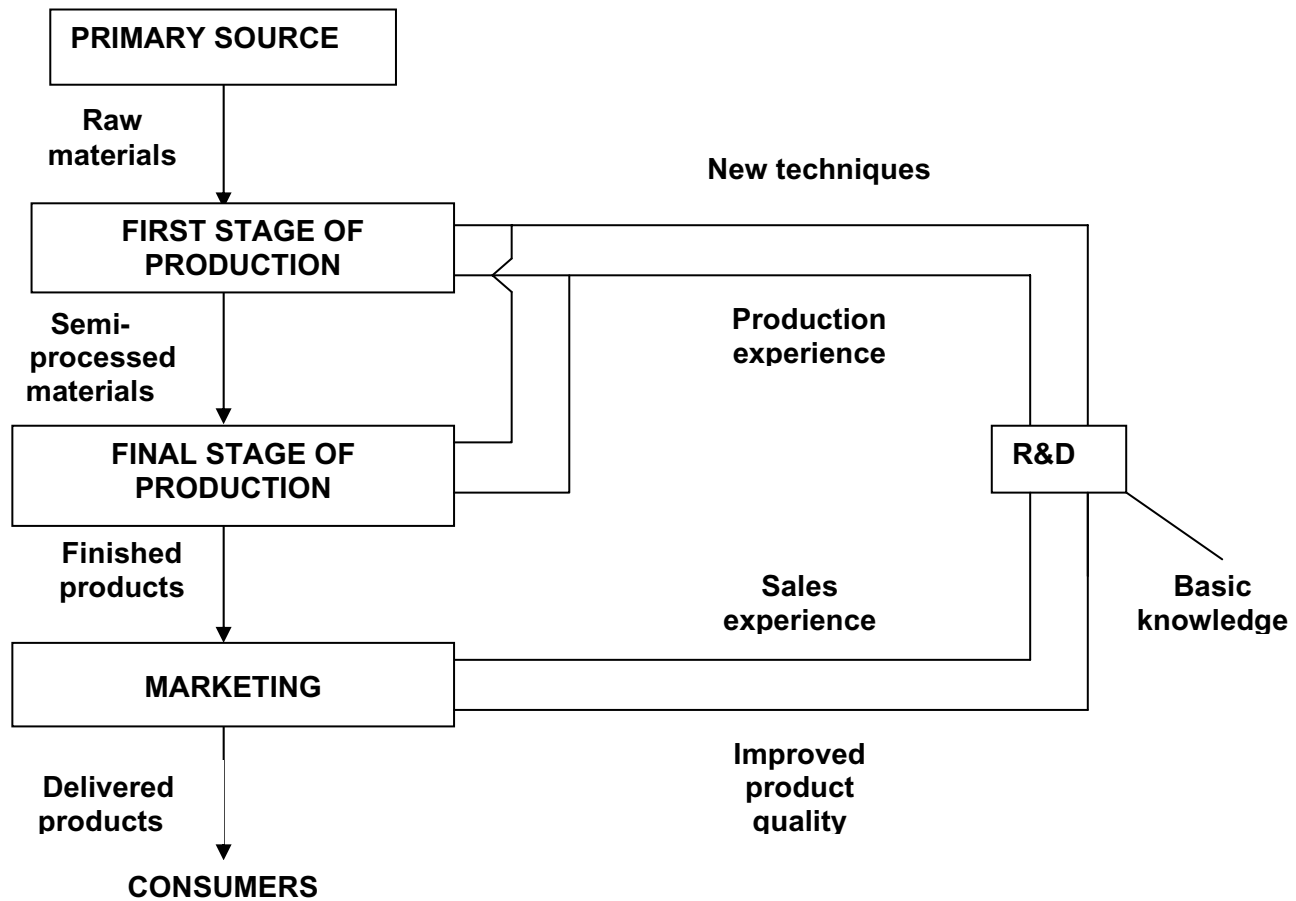 PRIMARY SOURCE
Raw
materials
New techniques
FIRST STAGE OF
PRODUCTION
Semi-
processed
materials
Production
experience
FINAL STAGE OF
PRODUCTION
R&D
Finished
products
Sales
experience
Basic
knowledge
MARKETING
Improved
product
quality
Delivered
products
CONSUMERS